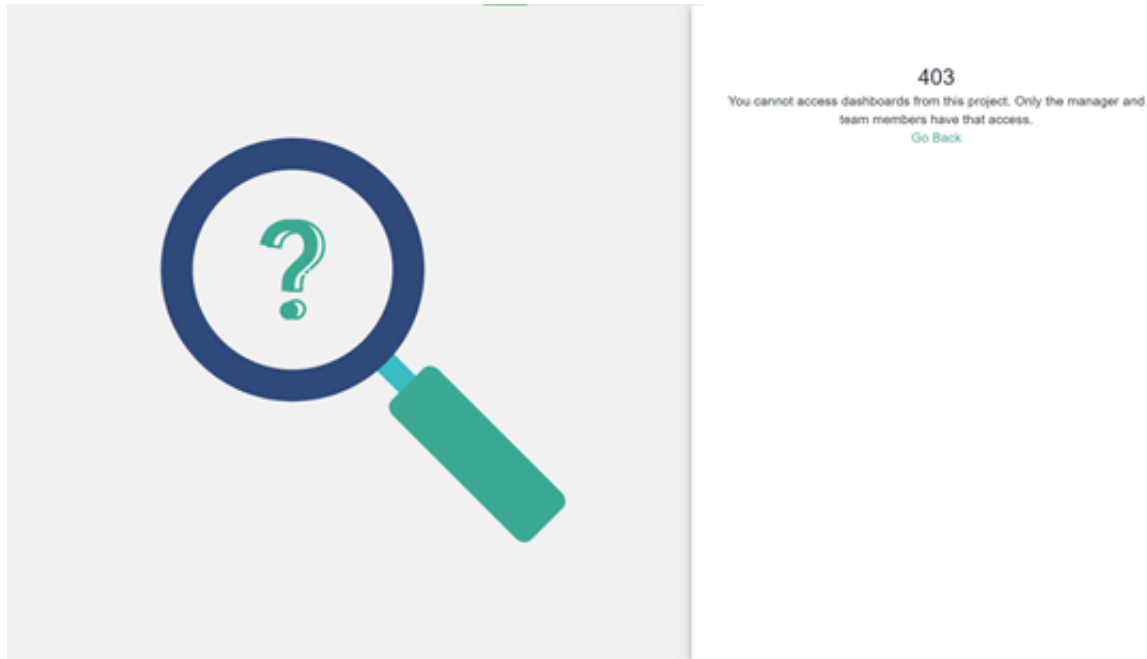 ?
403
You cannot access dashboards from this project. Only the manager and
team members have that access.
Go Back